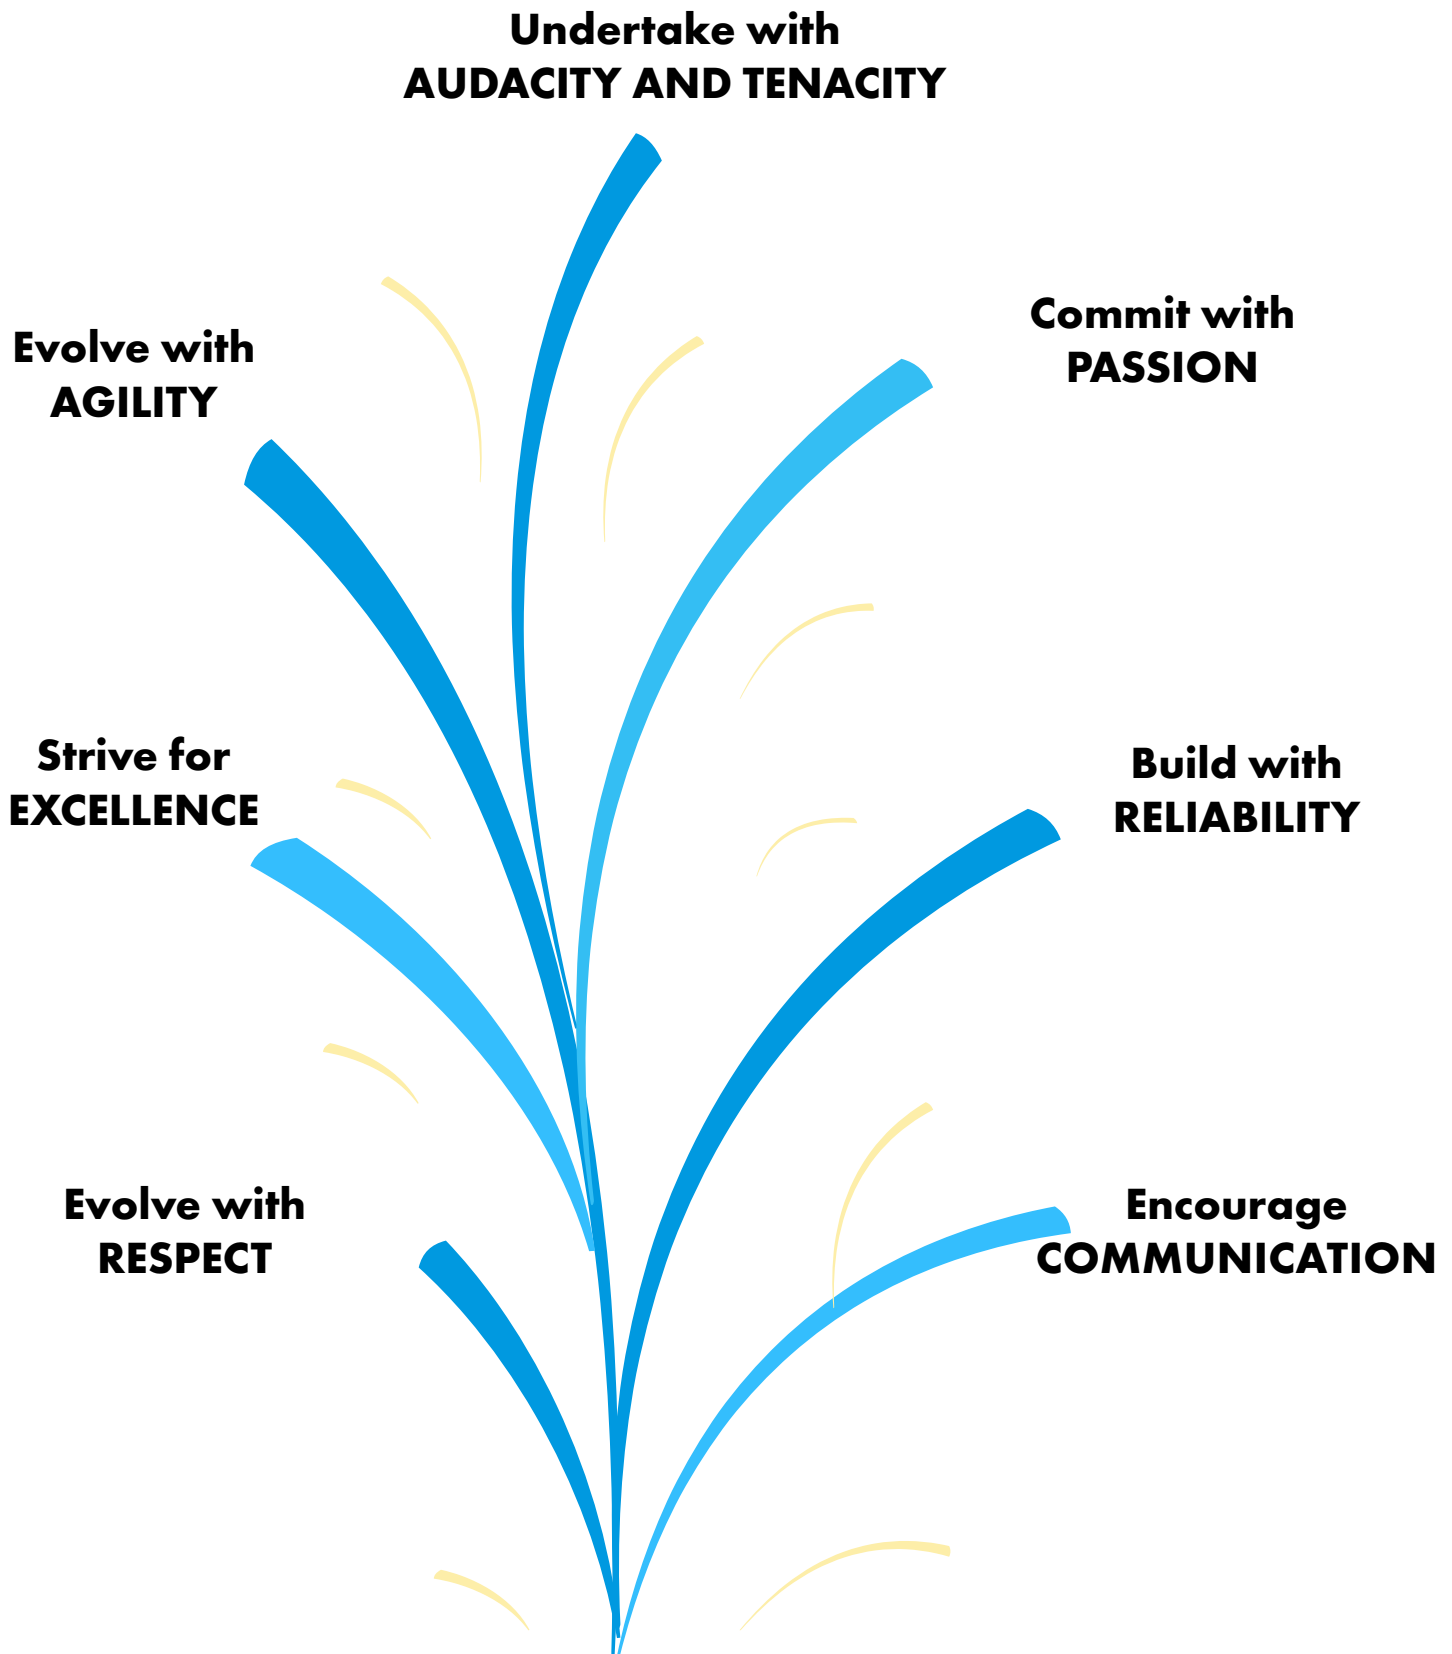 Undertake with
AUDACITY AND TENACITY
Commit with
PASSION
Evolve with
AGILITY
Strive for
EXCELLENCE
Build with
RELIABILITY
Evolve with
RESPECT
Encourage
COMMUNICATION